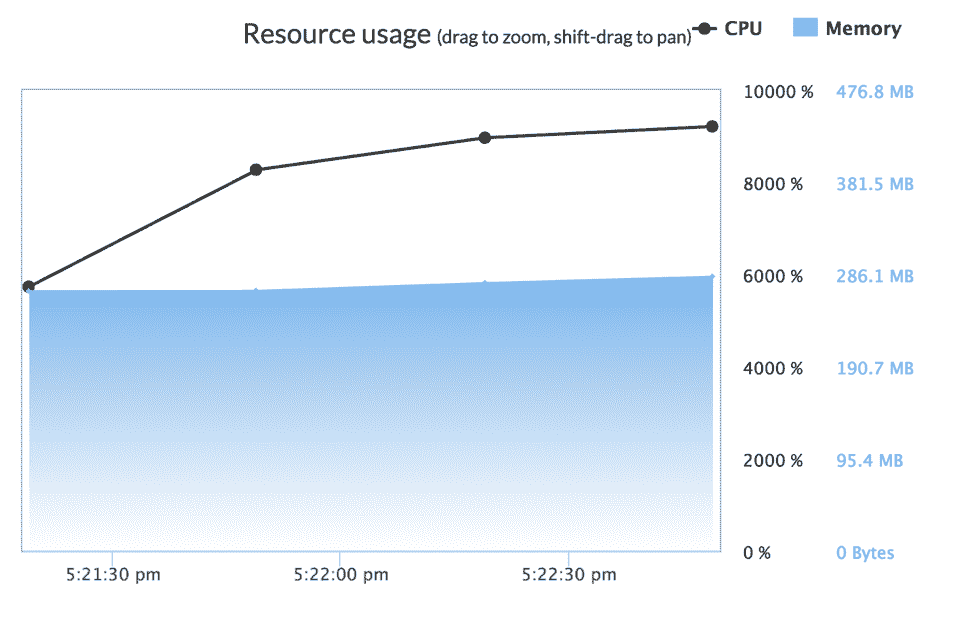 Resource usage (drag to zoom, shift-drag to pan)
CPU
Memory
10000 % 476.8 MB
8000 % 381.5 MB
6000 % 286.1 MB
4000 % 190.7 MB
2000 % 95.4 MB
0 % 0 Bytes
5:21:30 pm 5:22:00 pm 5:22:30 pm